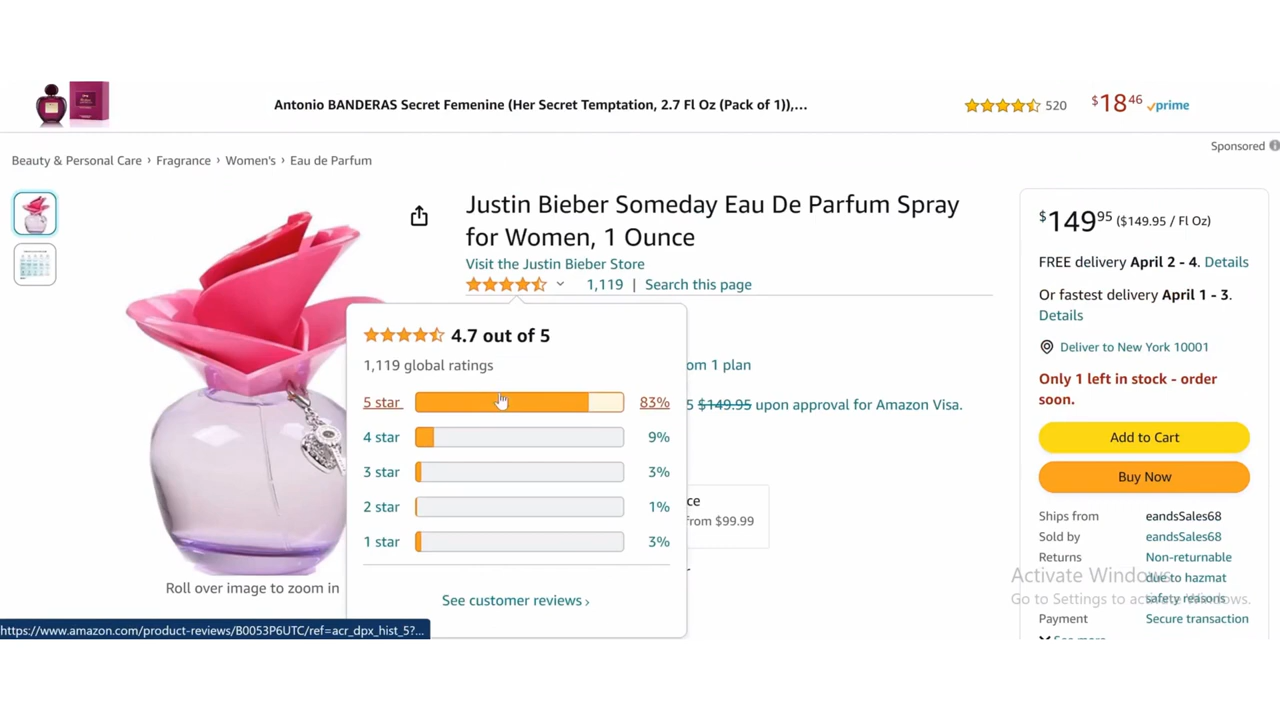 Antonio BANDERAS Secret Femenine (Her Secret Temptation, 2.7 Fl Oz (Pack of 1)),...
520
$18 46 prime
Sponsored
Beauty & Personal Care › Fragrance › Women's › Eau de Parfum
Justin Bieber Someday Eau De Parfum Spray
for Women, 1 Ounce
Visit the Justin Bieber Store
1,119 | Search this page
4.7 out of 5
1,119 global ratings
5 star 83%
4 star 9%
3 star 3%
2 star 1%
1 star 3%
See customer reviews ›
om 1 plan
5 $149.95 upon approval for Amazon Visa.
ce
from $99.99
Roll over image to zoom in
https://www.amazon.com/product-reviews/B0053P6UTC/ref=acr_dpx_hist_5?...
$149 95 ($149.95 / Fl Oz)
FREE delivery April 2 - 4. Details
Or fastest delivery April 1 - 3.
Details
Deliver to New York 10001
Only 1 left in stock - order
soon.
Add to Cart
Buy Now
Ships from eandsSales68
Sold by eandsSales68
Returns Non-returnable
due to hazmat
safety reasons
Payment Secure transaction
Activate Windows
Go to Settings to activate Windows.